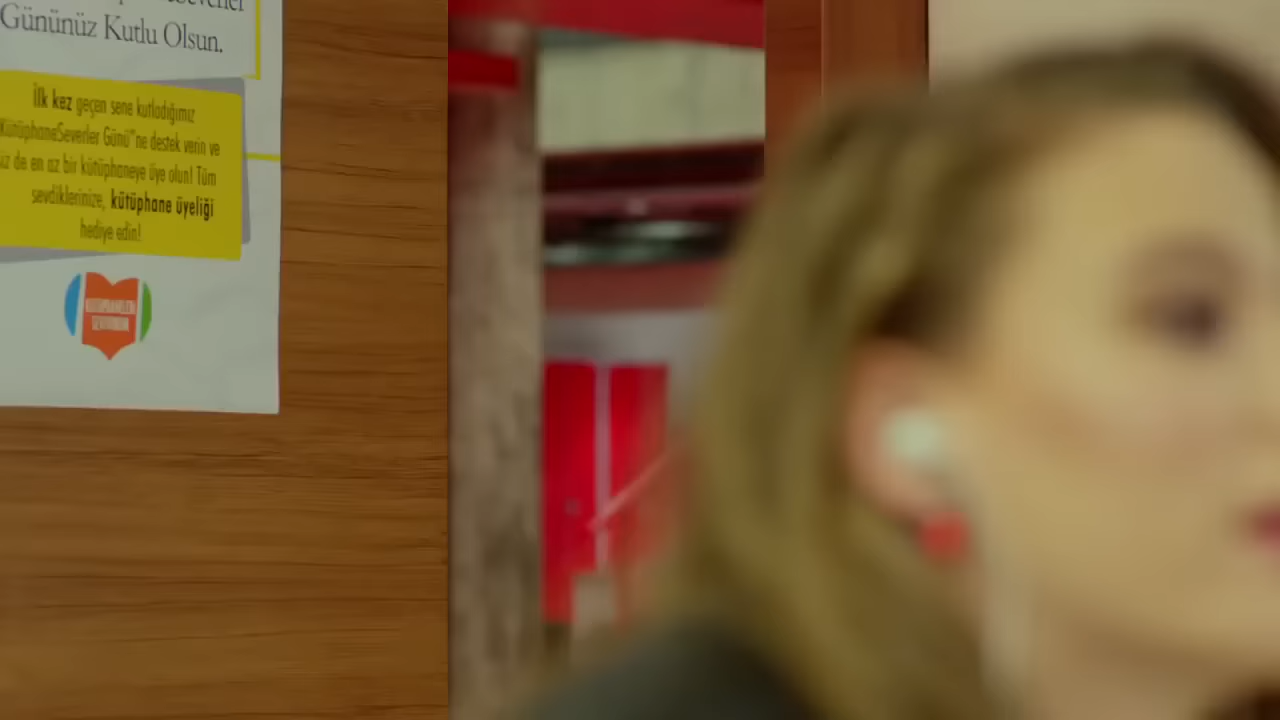 Gününüz Kutlu Olsun.
İlk kez geçen sene kutladığımız
KütüphaneSeverler Günü"ne destek verin ve
siz de en az bir kütüphaneye üye olun! Tüm
sevdiklerinize, kütüphane üyeliği
hediye edin!